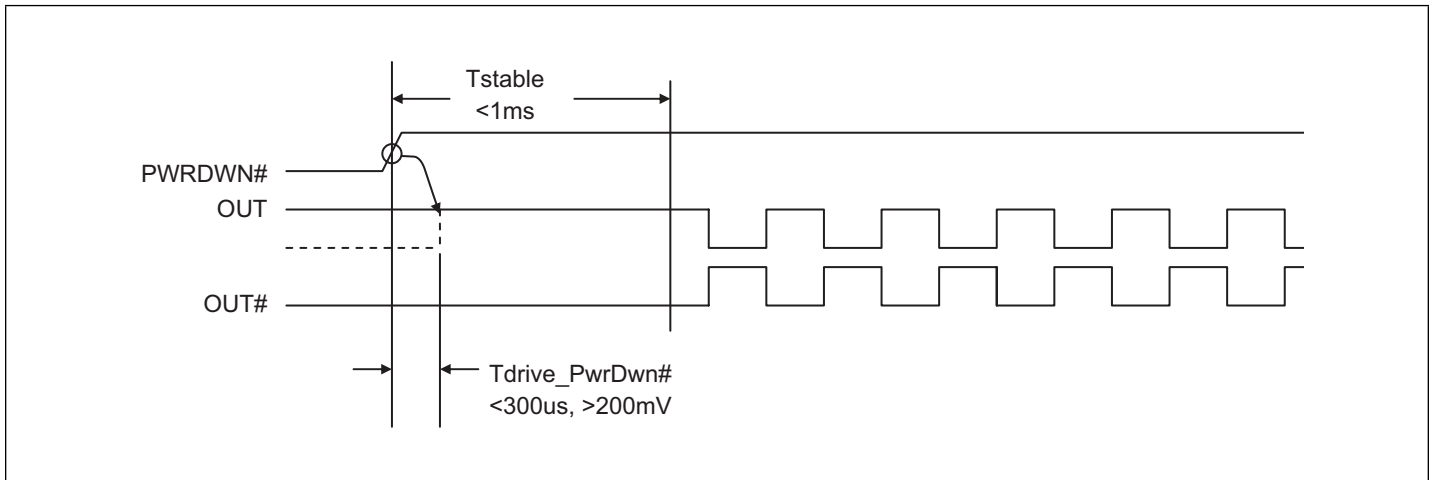 Tstable
<1ms
PWRDWN#
OUT
OUT#
Tdrive_PwrDwn#
<300us, >200mV